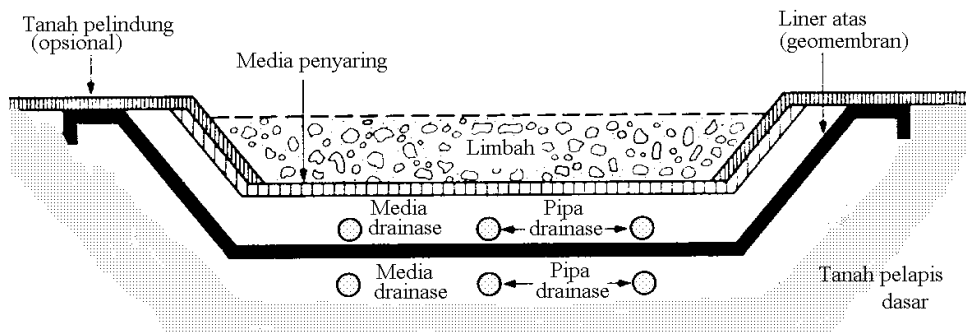 Tanah pelindung
(opsional)
Liner atas
(geomembran)
Media penyaring
Limbah
Media
drainase
Pipa
drainase
Media
drainase
Pipa
drainase
Tanah pelapis
dasar